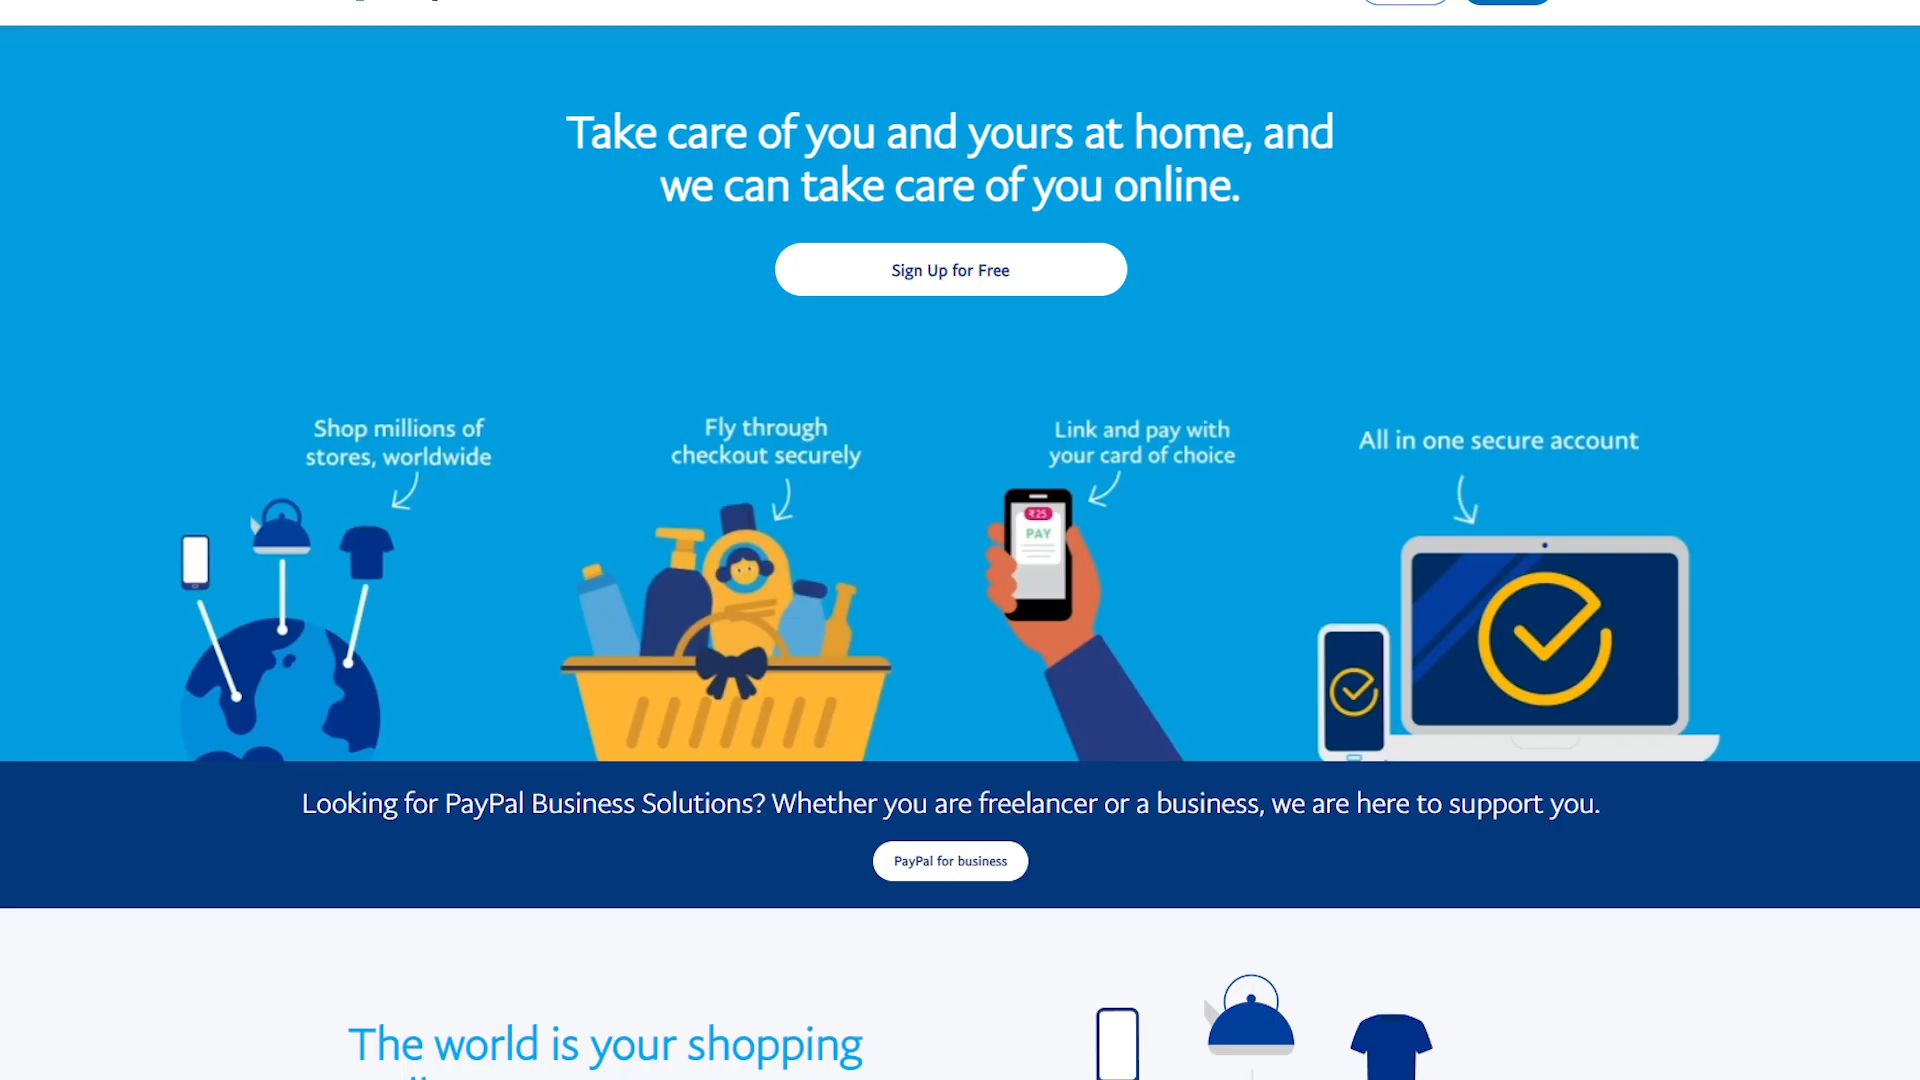 Take care of you and yours at home, and
we can take care of you online.
Sign Up for Free
Shop millions of
stores, worldwide
Fly through
checkout securely
Link and pay with
your card of choice
All in one secure account
₹25
PAY
Looking for PayPal Business Solutions? Whether you are freelancer or a business, we are here to support you.
PayPal for business
The world is your shopping